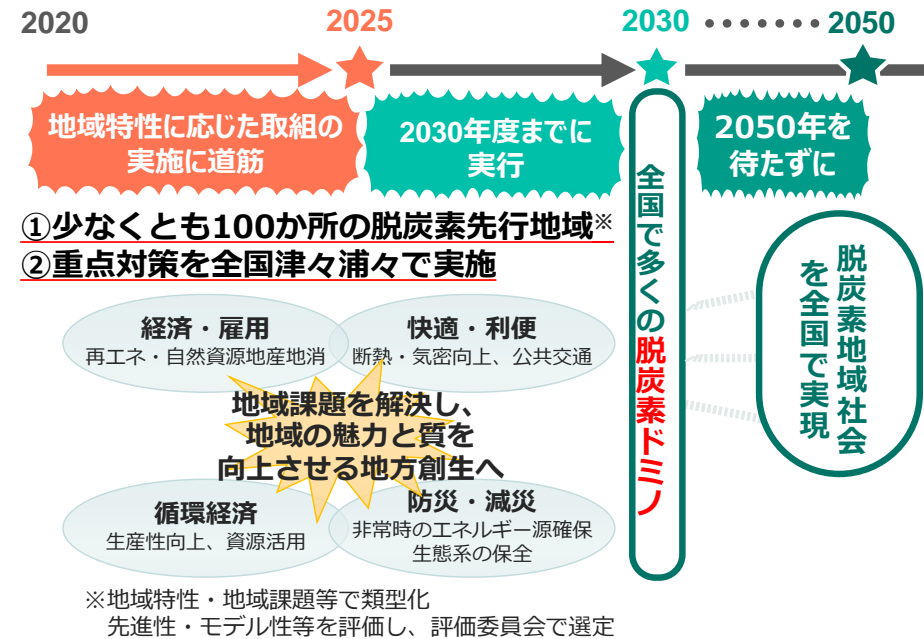 2020
2025
2030
・・・・・・・
2050
地域特性に応じた取組の
実施に道筋
2030年度までに
実行
2050年を
待たずに
①少なくとも100か所の脱炭素先行地域※
②重点対策を全国津々浦々で実施
経済・雇用
再エネ・自然資源地産地消
快適・利便
断熱・気密向上、公共交通
地域課題を解決し、
地域の魅力と質を
向上させる地方創生へ
循環経済
生産性向上、資源活用
防災・減災
非常時のエネルギー源確保
生態系の保全
全国で多くの脱炭素ドミノ
脱炭素地域社会
を全国で実現
※地域特性・地域課題等で類型化
先進性・モデル性等を評価し、評価委員会で選定